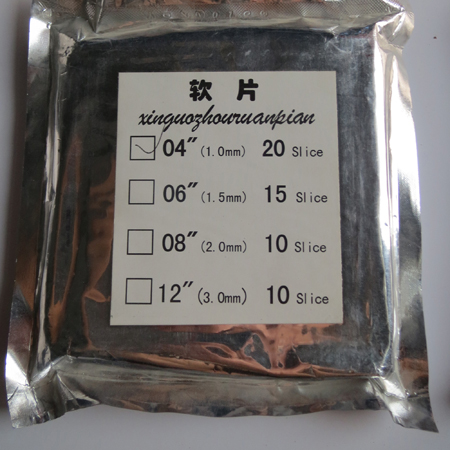 软 片
xinguozhouruanpian
04″(1.0mm) 20 Slice
06″(1.5mm) 15 Slice
08″(2.0mm) 10 Slice
12″(3.0mm) 10 Slice